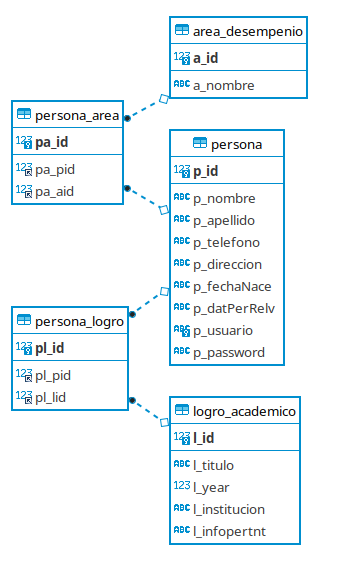 area_desempenio
123 a_id
ABC a_nombre
persona_area
123 pa_id
123 pa_pid
123 pa_aid
persona
123 p_id
ABC p_nombre
ABC p_apellido
ABC p_telefono
ABC p_direccion
ABC p_fechaNace
ABC p_datPerRelv
ABC p_usuario
ABC p_password
persona_logro
123 pl_id
123 pl_pid
123 pl_lid
logro_academico
123 l_id
ABC l_titulo
123 l_year
ABC l_institucion
ABC l_infopertnt